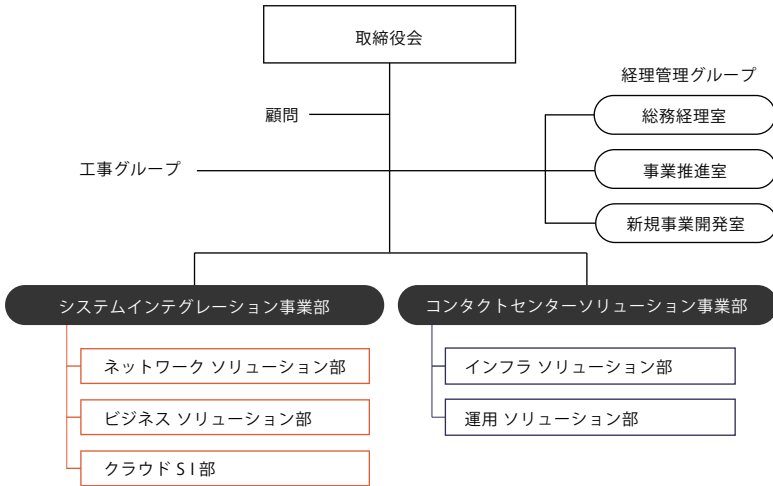 取締役会
経理管理グループ
顧問
総務経理室
工事グループ
事業推進室
新規事業開発室
システムインテグレーション事業部
コンタクトセンターソリューション事業部
ネットワーク ソリューション部
インフラ ソリューション部
ビジネス ソリューション部
運用 ソリューション部
クラウド S I 部